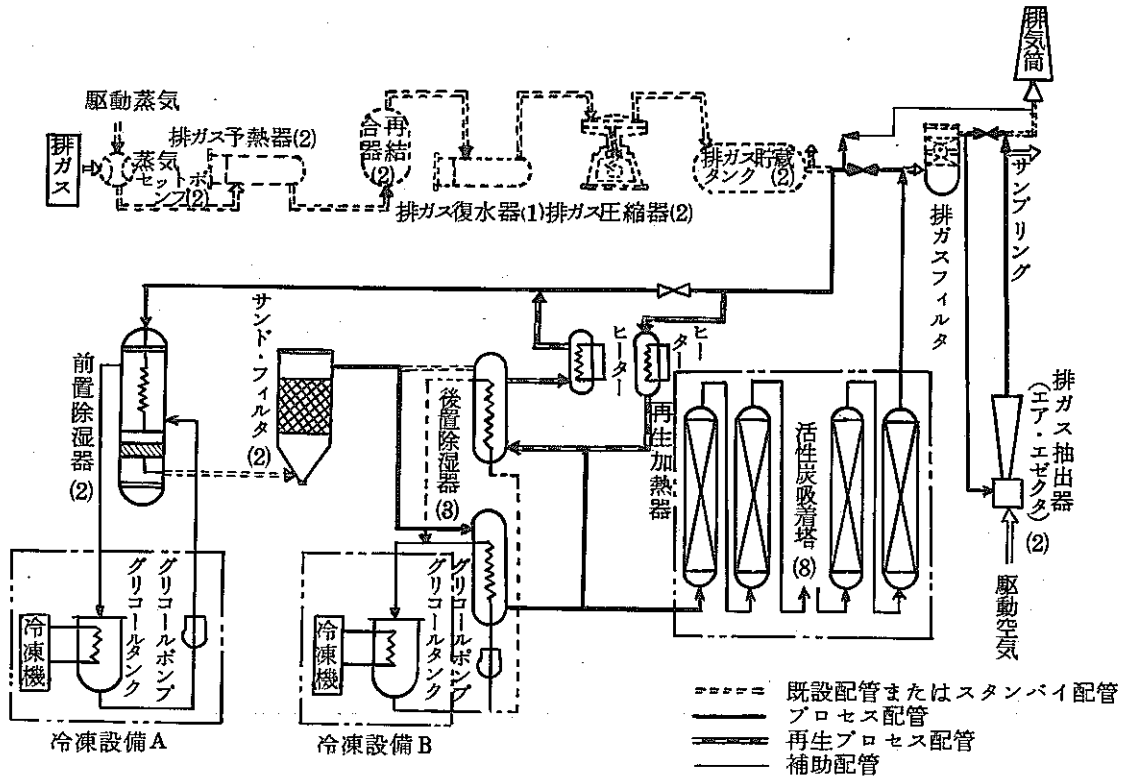 排気筒
駆動蒸気
排ガス
蒸気
セットポ
ンプ
(2)
排ガス予熱器(2)
再結
合器
(2)
排ガス復水器(1)
排ガス圧縮器(2)
排ガス貯蔵
タンク
(2)
排ガスフィルタ
サンプリング
前置除湿器(2)
サンド・フィルタ(2)
後置除湿器(3)
ヒーター
ヒーター
再生加熱器
活性炭吸着塔(8)
排ガス抽出器
(エア・エゼクタ)(2)
駆動空気
冷凍機
グリコールタンク
グリコールポンプ
冷凍設備A
冷凍機
グリコールタンク
グリコールポンプ
冷凍設備B
既設配管またはスタンバイ配管
プロセス配管
再生プロセス配管
補助配管